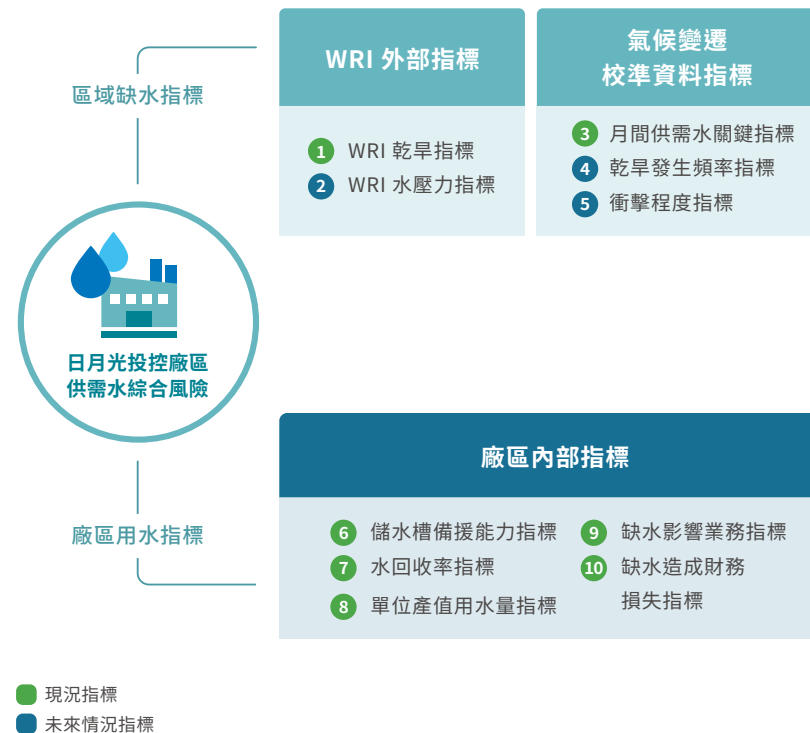 區域缺水指標
WRI 外部指標
1 WRI 乾旱指標
2 WRI 水壓力指標
氣候變遷
校準資料指標
3 月間供需水關鍵指標
4 乾旱發生頻率指標
5 衝擊程度指標
日月光投控廠區
供需水綜合風險
廠區用水指標
廠區內部指標
6 儲水槽備援能力指標
7 水回收率指標
8 單位產值用水量指標
9 缺水影響業務指標
10 缺水造成財務
損失指標
現況指標
未來情況指標